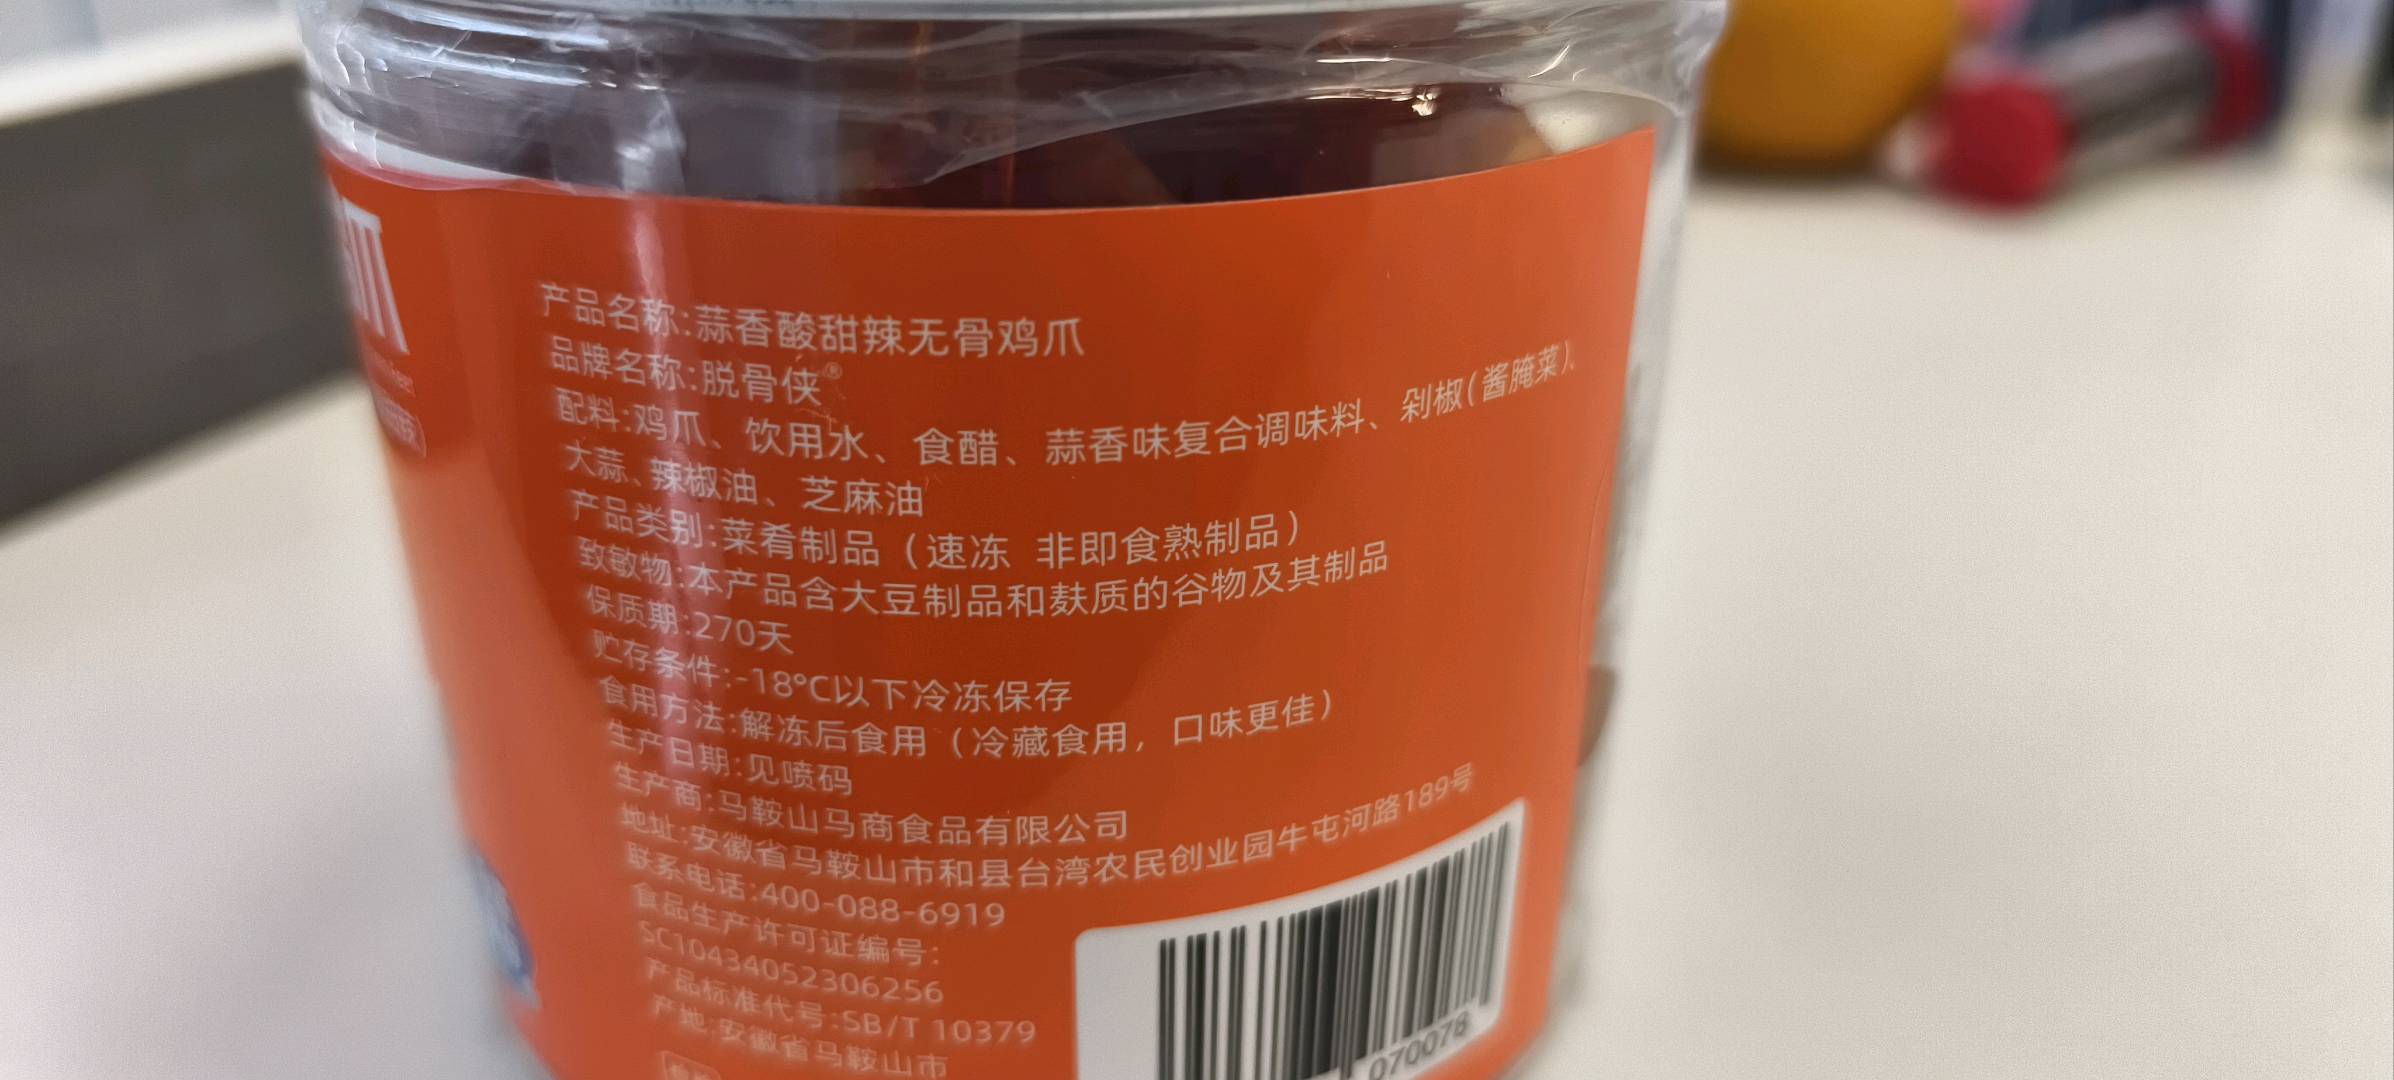 产品名称:蒜香酸甜辣无骨鸡爪
品牌名称:脱骨侠®
配料:鸡爪、饮用水、食醋、蒜香味复合调味料、剁椒(酱腌菜)、
大蒜、辣椒油、芝麻油
产品类别:菜肴制品（速冻 非即食熟制品）
致敏物:本产品含大豆制品和麸质的谷物及其制品
保质期:270天
贮存条件:-18℃以下冷冻保存
食用方法:解冻后食用（冷藏食用，口味更佳）
生产日期:见喷码
生产商:马鞍山马商食品有限公司
地址:安徽省马鞍山市和县台湾农民创业园牛屯河路189号
联系电话:400-088-6919
食品生产许可证编号:
SC10434052306256
产品标准代号:SB/T 10379
产地:安徽省马鞍山市
070078